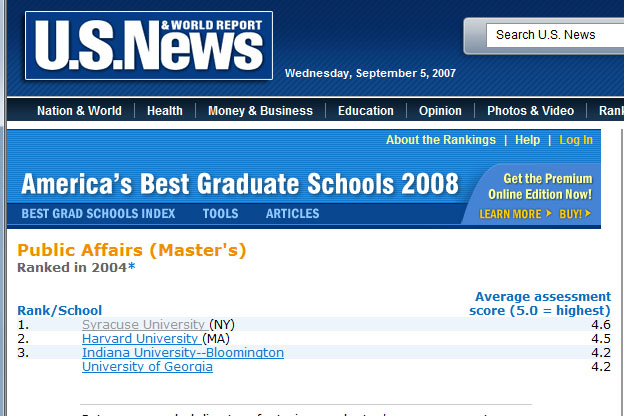 U.S.News & WORLD REPORT
Search U.S. News
Wednesday, September 5, 2007
Nation & World | Health | Money & Business | Education | Opinion | Photos & Video | Ran
About the Rankings | Help | Log In
America's Best Graduate Schools 2008
Get the Premium
Online Edition Now!
BEST GRAD SCHOOLS INDEX TOOLS ARTICLES LEARN MORE BUY!
Public Affairs (Master's)
Ranked in 2004*
Average assessment
Rank/School score (5.0 = highest)
1. Syracuse University (NY) 4.6
2. Harvard University (MA) 4.5
3. Indiana University--Bloomington 4.2
University of Georgia 4.2